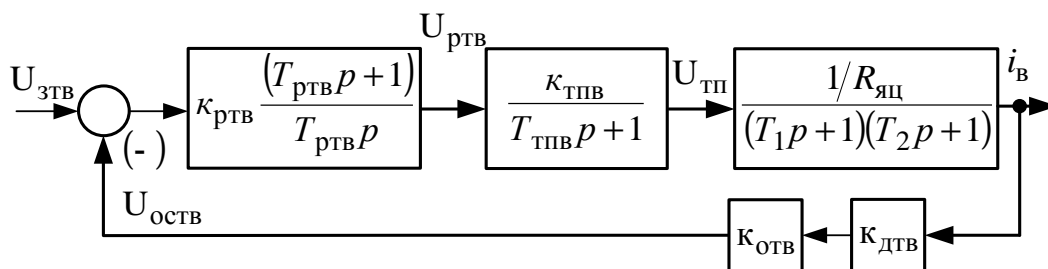 U_ртв
U_зтв
(-)
к_ртв (T_ртв p + 1) / T_ртв p
к_тпв / T_тпв p + 1
U_тп
1/R_яц / (T_1 p + 1)(T_2 p + 1)
i_в
U_оств
к_отв
к_дтв